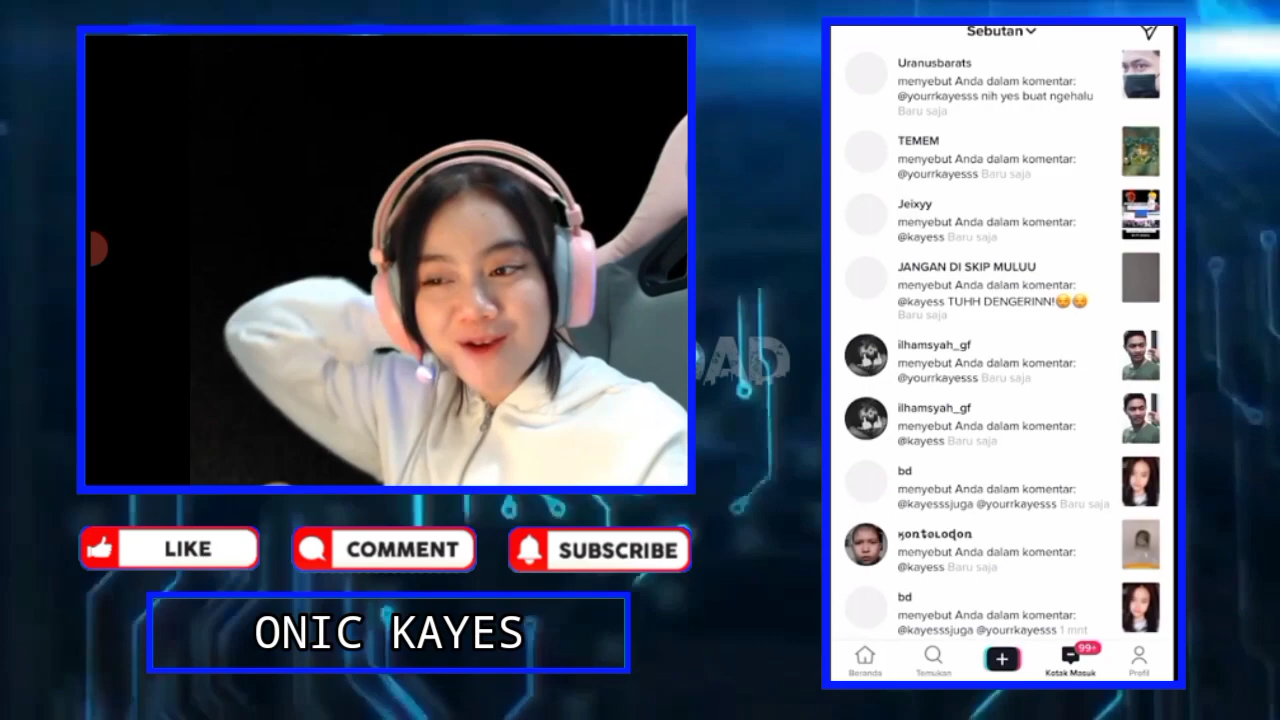 LIKE
COMMENT
SUBSCRIBE
ONIC KAYES
Sebutan
Uranusbarats
menyebut Anda dalam komentar:
@yourrkayesss nih yes buat ngehalu
Baru saja
TEMEM
menyebut Anda dalam komentar:
@yourrkayesss Baru saja
Jeixyy
menyebut Anda dalam komentar:
@kayess Baru saja
JANGAN DI SKIP MULUU
menyebut Anda dalam komentar:
@kayess TUHH DENGERINN!😆😆
Baru saja
ilhamsyah_gf
menyebut Anda dalam komentar:
@yourrkayesss Baru saja
ilhamsyah_gf
menyebut Anda dalam komentar:
@kayess Baru saja
bd
menyebut Anda dalam komentar:
@kayesssjuga @yourrkayesss Baru saja
menyebut Anda dalam komentar:
@kayess Baru saja
bd
menyebut Anda dalam komentar:
@kayesssjuga @yourrkayesss 1 mnt
99+
Beranda
Temukan
Kotak Masuk
Profil